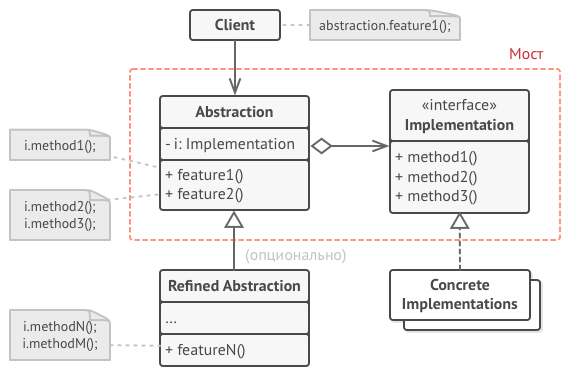 Client
abstraction.feature1();
Мост
Abstraction
- i: Implementation
+ feature1()
+ feature2()
«interface»
Implementation
+ method1()
+ method2()
+ method3()
i.method1();
i.method2();
i.method3();
(опционально)
Refined Abstraction
...
+ featureN()
Concrete
Implementations
i.methodN();
i.methodM();